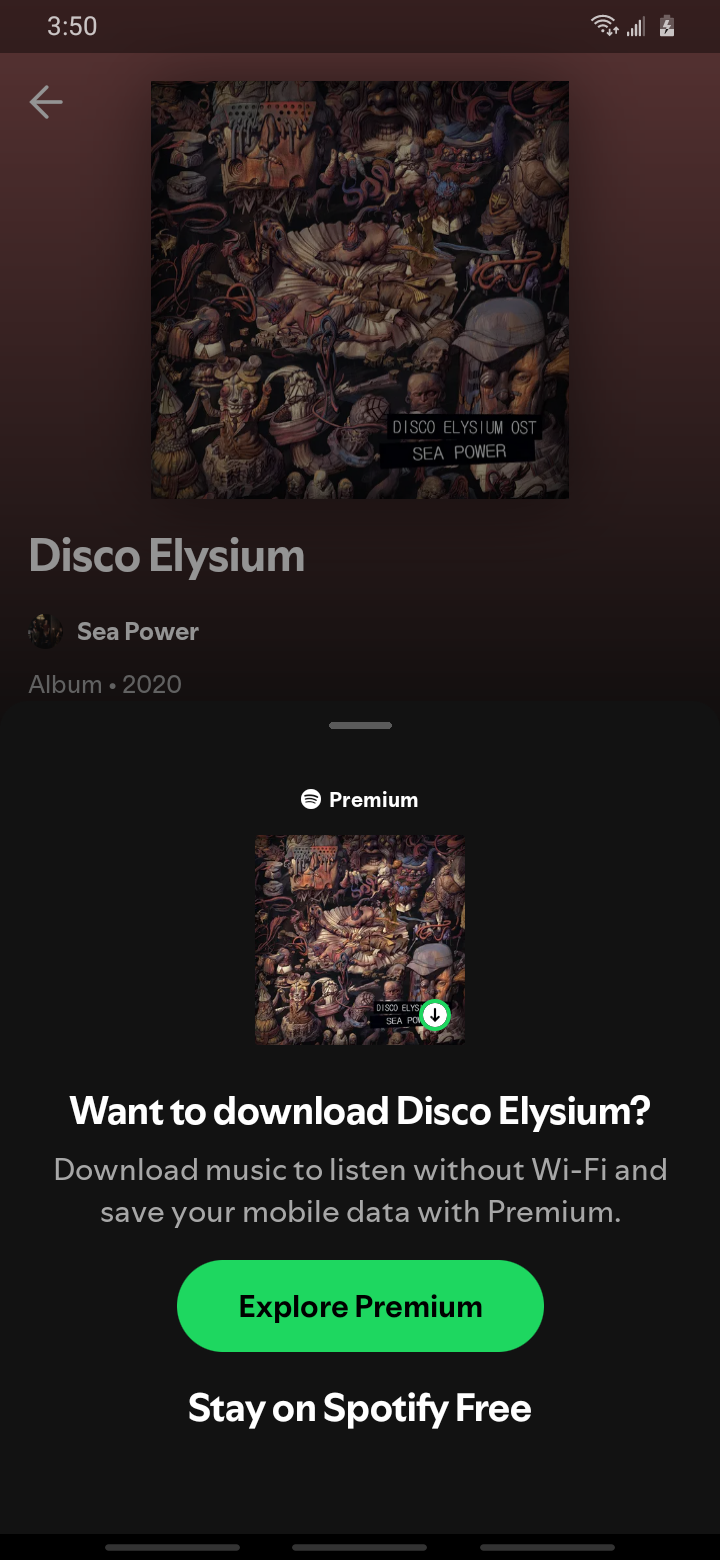 3:50
DISCO ELYSIUM OST
SEA POWER
Disco Elysium
Sea Power
Album • 2020
Premium
DISCO ELYS
SEA PO
Want to download Disco Elysium?
Download music to listen without Wi-Fi and
save your mobile data with Premium.
Explore Premium
Stay on Spotify Free